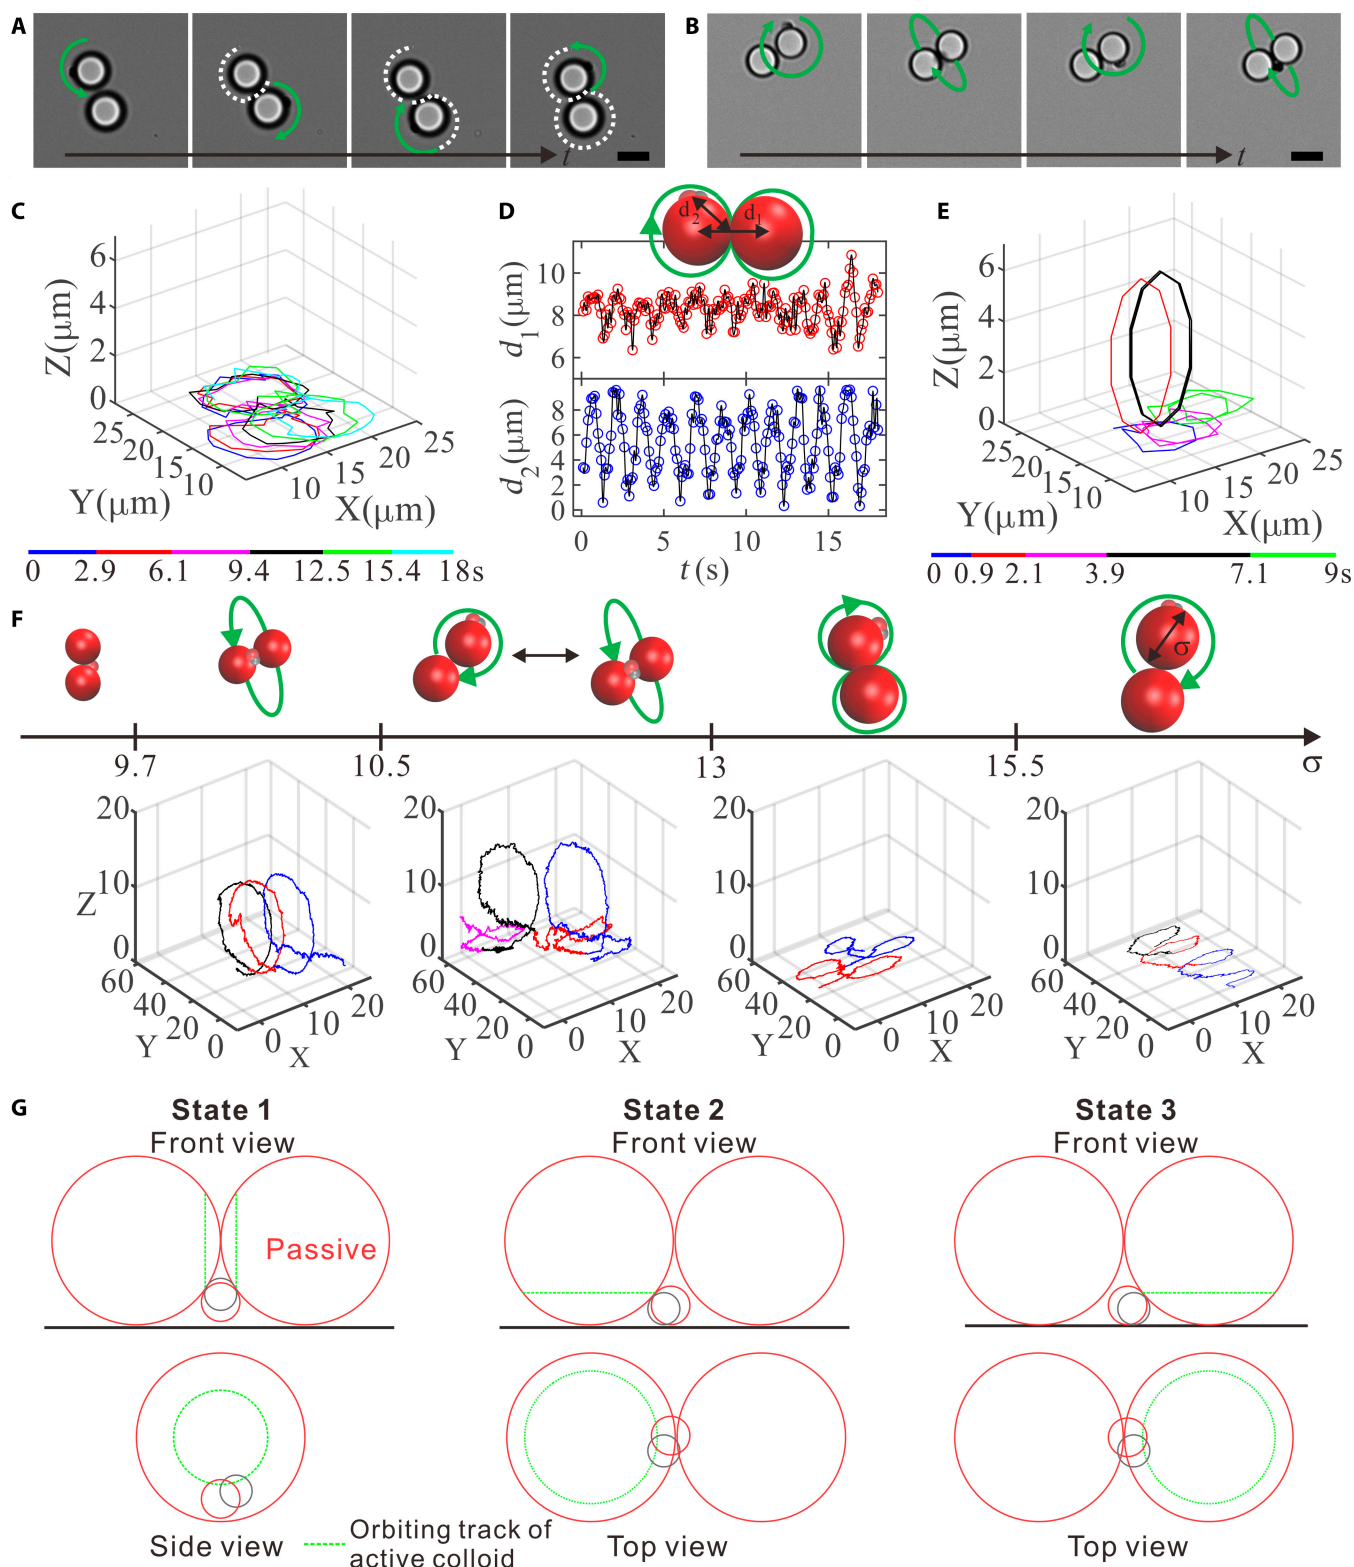 A
t
B
t
C
Z(μm)
6
4
2
0
25
20
15
10
Y(μm)
10
15
20
25
X(μm)
0
2.9
6.1
9.4
12.5
15.4
18s
D
d2
d1
d1(μm)
10
8
6
d2(μm)
8
6
4
2
0
0
5
10
15
t(s)
E
Z(μm)
6
4
2
0
25
20
15
10
Y(μm)
10
15
20
25
X(μm)
0
0.9
2.1
3.9
7.1
9s
F
σ
9.7
10.5
13
15.5
σ
20
10
0
Z
60
40
20
0
Y
0
10
20
X
20
10
0
60
40
20
0
Y
0
10
20
X
20
10
0
60
40
20
0
Y
0
10
20
X
20
10
0
60
40
20
0
Y
0
10
20
X
G
State 1
Front view
Passive
Side view
Orbiting track of
active colloid
State 2
Front view
Top view
State 3
Front view
Top view